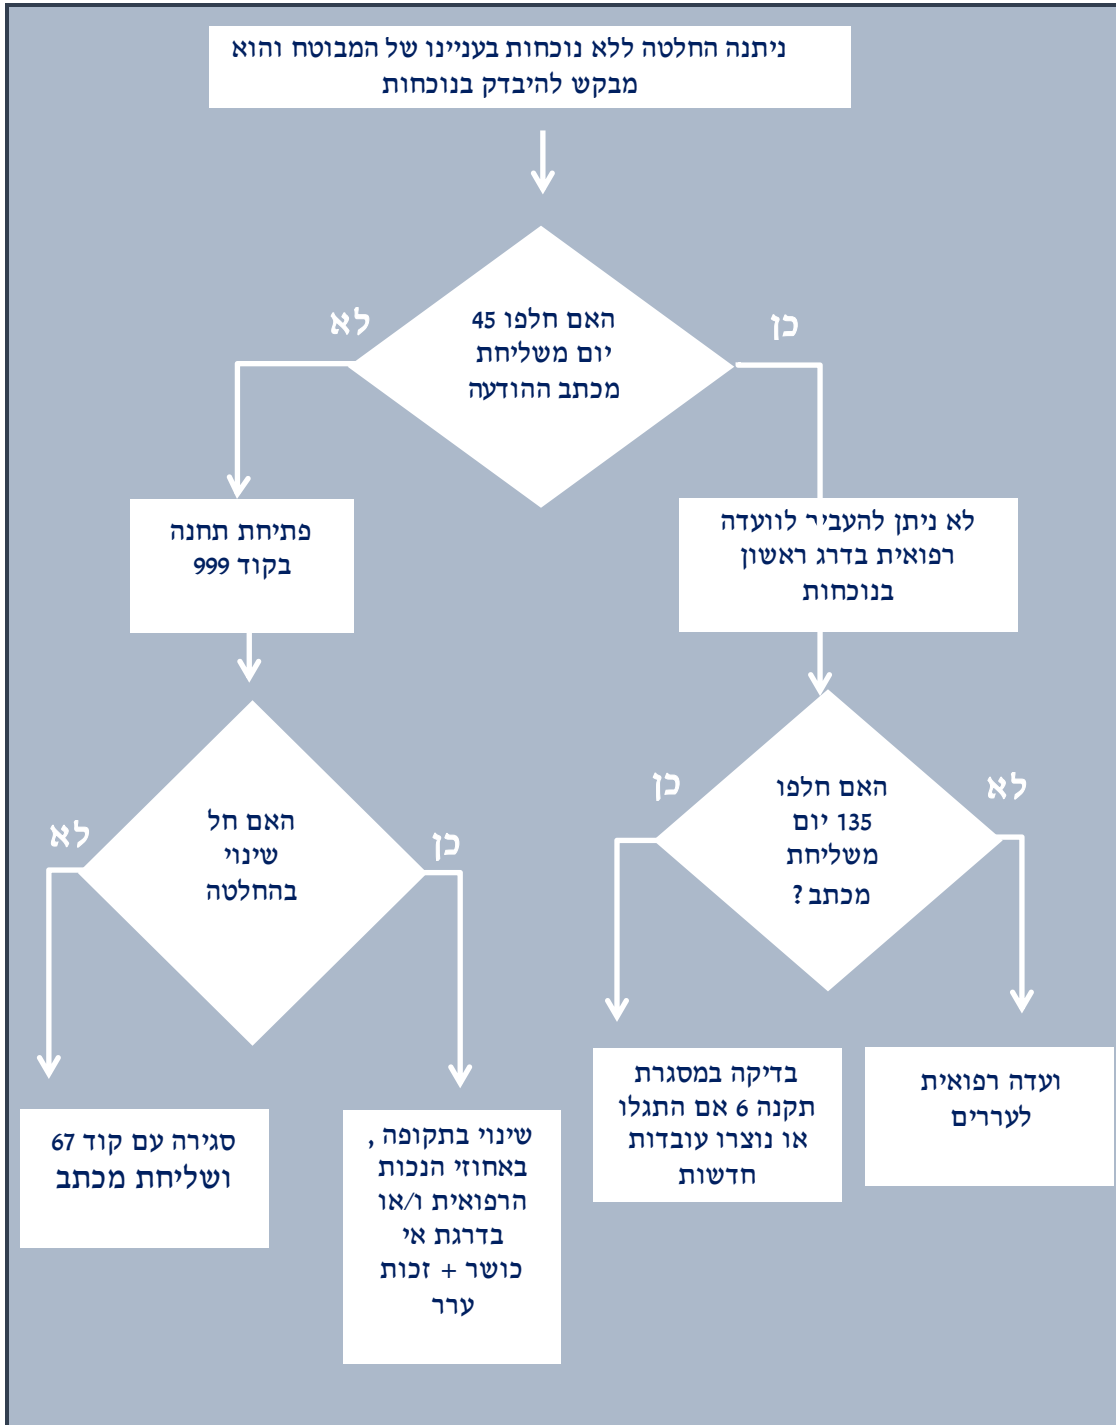 ניתנה החלטה ללא נוכחות בעניינו של המבוטח והוא
מבקש להיבדק בנוכחות
האם חלפו 45
יום משליחת
מכתב ההודעה
לא
כן
פתיחת תחנה
בקוד 999
לא ניתן להעביר לוועדה
רפואית בדרג ראשון
בנוכחות
האם חלפו
135 יום
משליחת
מכתב ?
כן
לא
האם חל
שינוי
בהחלטה
לא
כן
ועדה רפואית
לעררים
בדיקה במסגרת
תקנה 6 אם התגלו
או נוצרו עובדות
חדשות
שינוי בתקופה ,
באחוזי הנכות
הרפואית ו/או
בדרגת אי
כושר + זכות
ערר
סגירה עם קוד 67
ושליחת מכתב